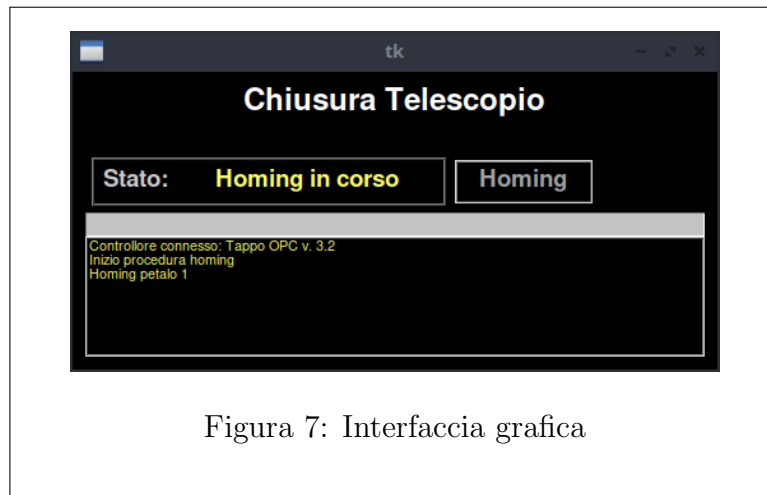 tk
Chiusura Telescopio
Stato: Homing in corso Homing
Controllore connesso: Tappo OPC v. 3.2
Inizio procedura homing
Homing petalo 1
Figura 7: Interfaccia grafica